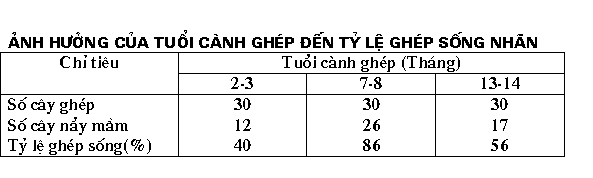 ẢNH HƯỞNG CỦA TUỔI CÀNH GHÉP ĐẾN TỶ LỆ GHÉP SỐNG NHÃN
Chỉ tiêu Tuổi cành ghép (Tháng)
2-3 7-8 13-14
Số cây ghép 30 30 30
Số cây nẩy mầm 12 26 17
Tỷ lệ ghép sống(%) 40 86 56